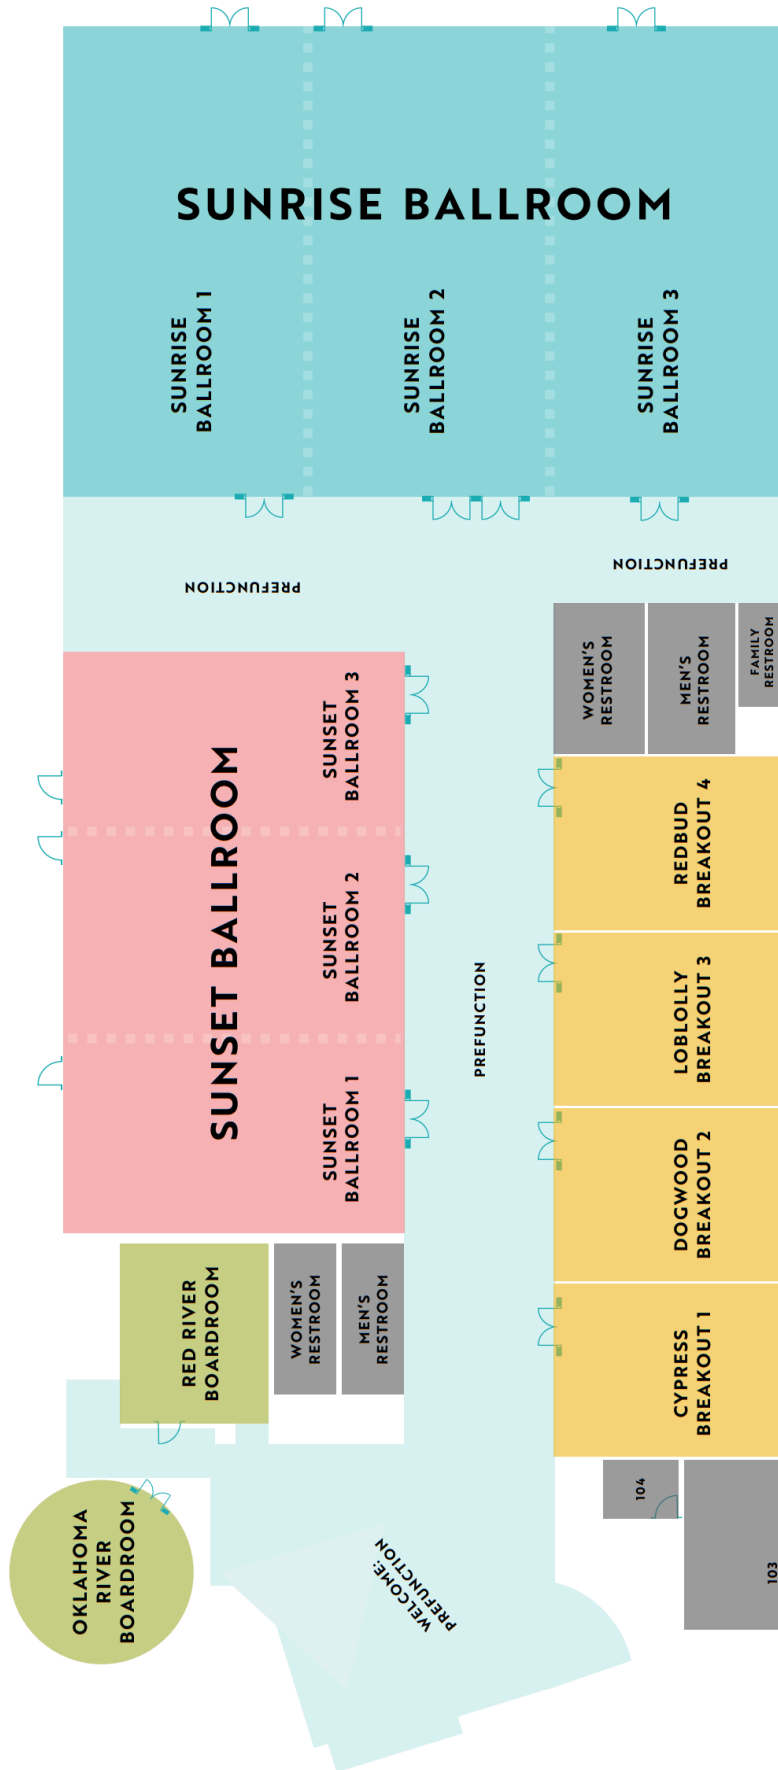 SUNRISE BALLROOM
SUNRISE
BALLROOM 1
SUNRISE
BALLROOM 2
SUNRISE
BALLROOM 3
PREFUNCTION
PREFUNCTION
WOMEN'S
RESTROOM
MEN'S
RESTROOM
FAMILY
RESTROOM
SUNSET BALLROOM
SUNSET
BALLROOM 3
SUNSET
BALLROOM 2
SUNSET
BALLROOM 1
PREFUNCTION
REDBUD
BREAKOUT 4
LOBLOLLY
BREAKOUT 3
DOGWOOD
BREAKOUT 2
CYPRESS
BREAKOUT 1
RED RIVER
BOARDROOM
WOMEN'S
RESTROOM
MEN'S
RESTROOM
104
103
OKLAHOMA
RIVER
BOARDROOM
WELCOME:
PREFUNCTION